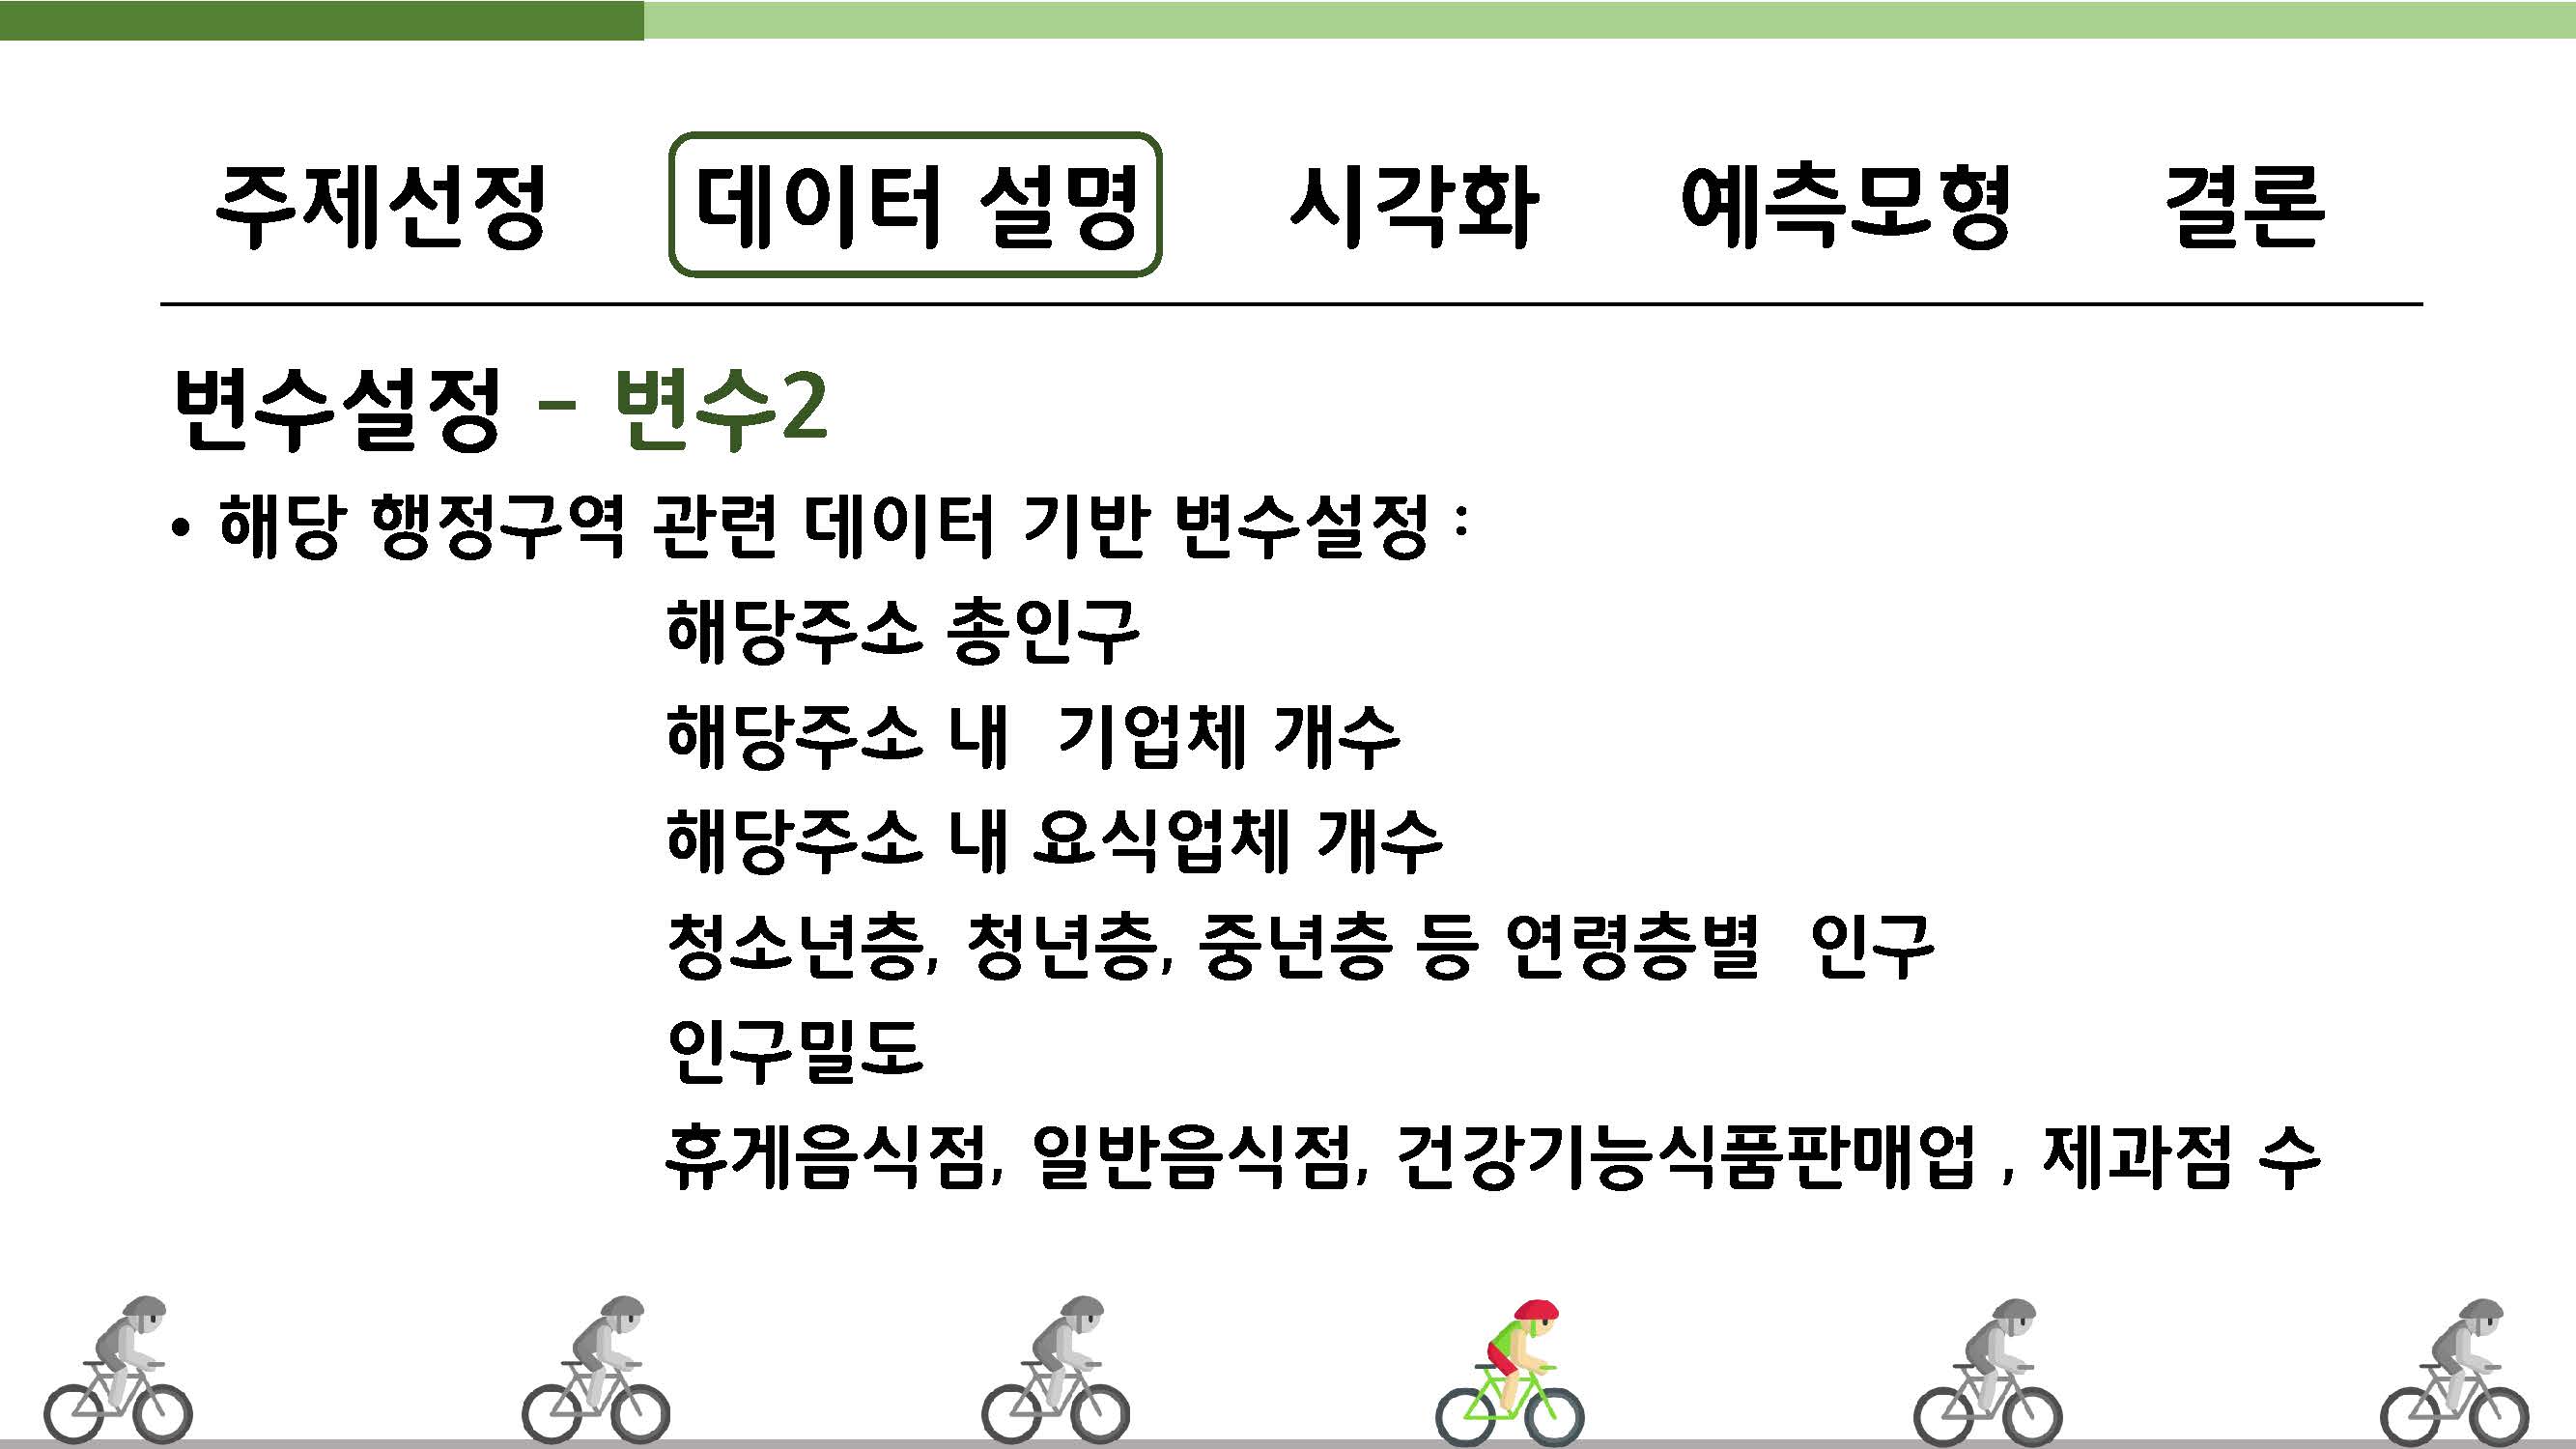 주제선정 데이터 설명 시각화 예측모형 결론
변수설정 - 변수2
• 해당 행정구역 관련 데이터 기반 변수설정 :
해당주소 총인구
해당주소 내 기업체 개수
해당주소 내 요식업체 개수
청소년층, 청년층, 중년층 등 연령층별 인구
인구밀도
휴게음식점, 일반음식점, 건강기능식품판매업 , 제과점 수